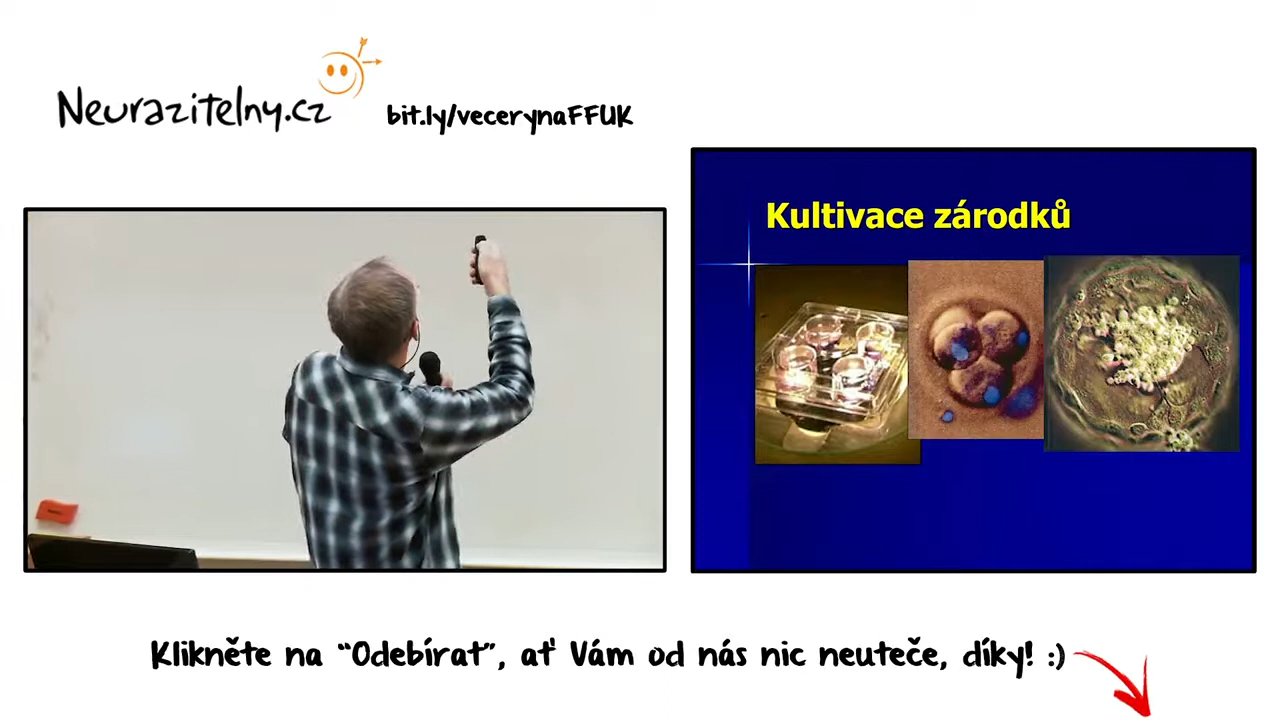 Neurazitelny.cz
bit.ly/vecerynaFFUK
Kultivace zárodků
Klikněte na “Odebírat”, ať Vám od nás nic neuteče, díky! :)